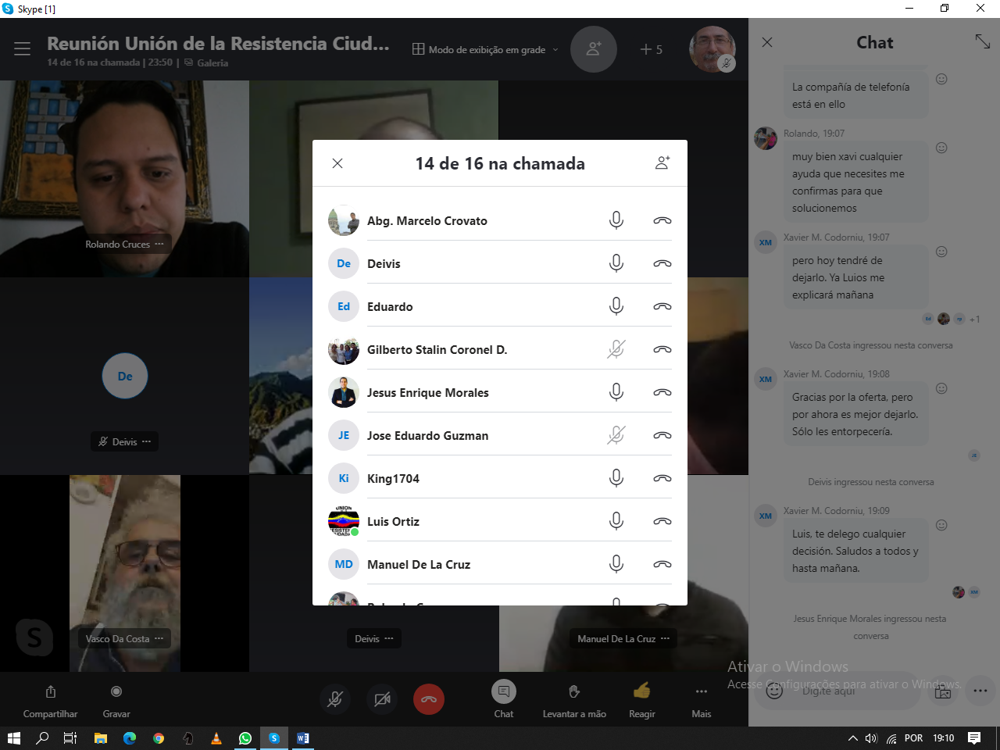 Skype [1]
Reunión Unión de la Resistencia Ciud...
14 de 16 na chamada | 23:50 | Galeria
Modo de exibição em grade
+ 5
Rolando Cruces ···
De
Deivis ···
Vasco Da Costa ···
Deivis ···
Manuel De La Cruz ···
14 de 16 na chamada
Abg. Marcelo Crovato
De Deivis
Ed Eduardo
Gilberto Stalin Coronel D.
Jesus Enrique Morales
JE Jose Eduardo Guzman
Ki King1704
UNION
Luis Ortiz
MD Manuel De La Cruz
Chat
La compañía de telefonía
está en ello
Rolando, 19:07
muy bien xavi cualquier
ayuda que necesites me
confirmas para que
solucionemos
Xavier M. Codorniu, 19:07
XM
pero hoy tendré de
dejarlo. Ya Luios me
explicará mañana
Ed rp +1
Vasco Da Costa ingressou nesta conversa
Xavier M. Codorniu, 19:08
XM
Gracias por la oferta, pero
por ahora es mejor dejarlo.
Sólo les entorpecería.
JE
Deivis ingressou nesta conversa
Xavier M. Codorniu, 19:09
XM
Luis, te delego cualquier
decisión. Saludos a todos y
hasta mañana.
XM
Jesus Enrique Morales ingressou nesta
conversa
Ativar o Windows
Acesse Configurações para ativar o Windows.
Digite aqui
Compartilhar
Gravar
Chat
Levantar a mão
Reagir
Mais
POR
19:10